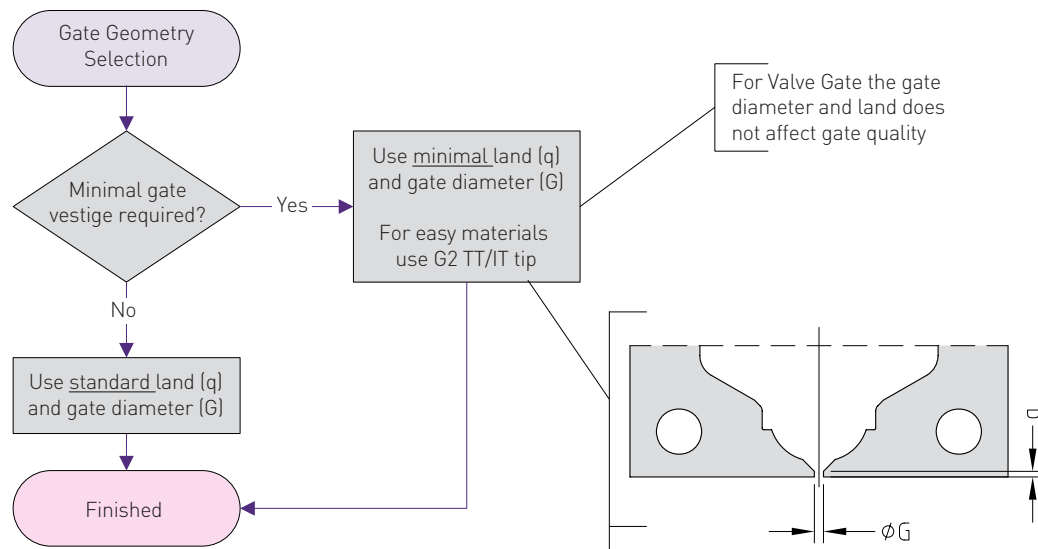 Gate Geometry
Selection
Minimal gate
vestige required?
Yes
No
Use minimal land (q)
and gate diameter (G)
For easy materials
use G2 TT/IT tip
For Valve Gate the gate
diameter and land does
not affect gate quality
Use standard land (q)
and gate diameter (G)
Finished
q
ϕG